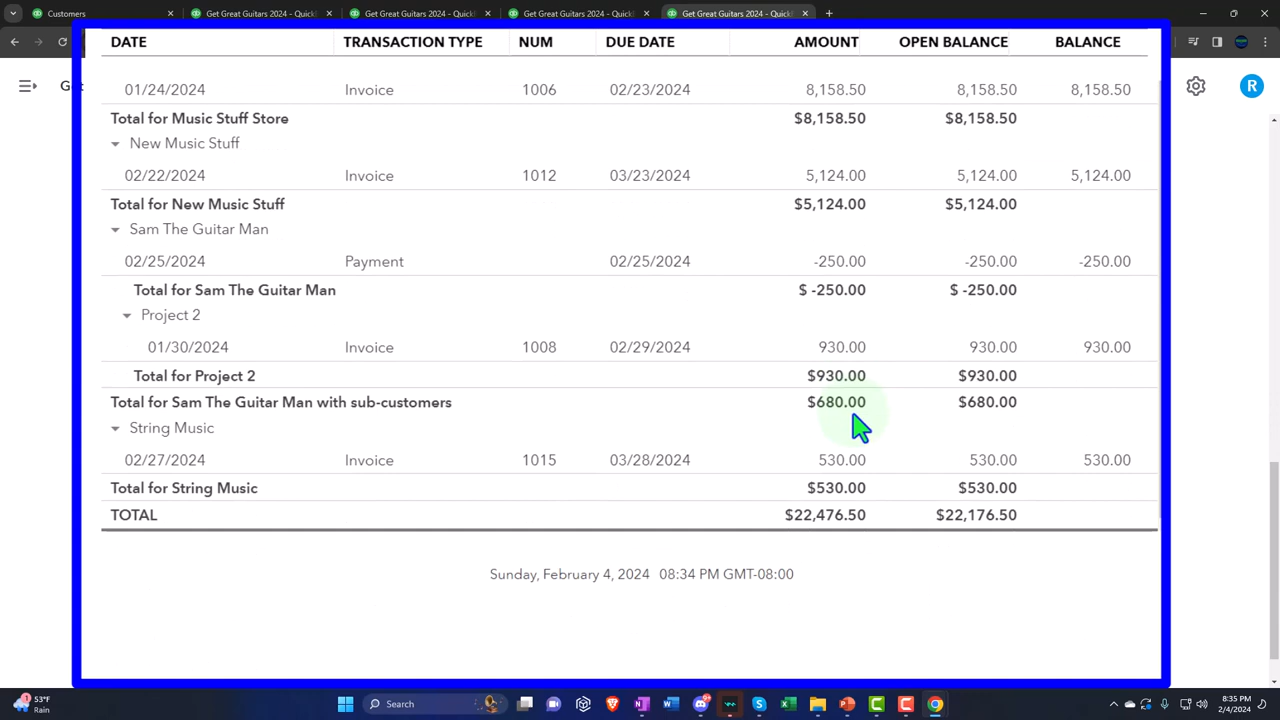 Customers
Get Great Guitars 2024 - Quick
Get Great Guitars 2024 - Quick
Get Great Guitars 2024 - Quick
Get Great Guitars 2024 - Quick
DATE TRANSACTION TYPE NUM DUE DATE AMOUNT OPEN BALANCE BALANCE
R
01/24/2024 Invoice 1006 02/23/2024 8,158.50 8,158.50 8,158.50
Total for Music Stuff Store $8,158.50 $8,158.50
New Music Stuff
02/22/2024 Invoice 1012 03/23/2024 5,124.00 5,124.00 5,124.00
Total for New Music Stuff $5,124.00 $5,124.00
Sam The Guitar Man
02/25/2024 Payment 02/25/2024 -250.00 -250.00 -250.00
Total for Sam The Guitar Man $ -250.00 $ -250.00
Project 2
01/30/2024 Invoice 1008 02/29/2024 930.00 930.00 930.00
Total for Project 2 $930.00 $930.00
Total for Sam The Guitar Man with sub-customers $680.00 $680.00
String Music
02/27/2024 Invoice 1015 03/28/2024 530.00 530.00 530.00
Total for String Music $530.00 $530.00
TOTAL $22,476.50 $22,176.50
Sunday, February 4, 2024 08:34 PM GMT-08:00
53°F
Rain
Search
8:35 PM
2/4/2024